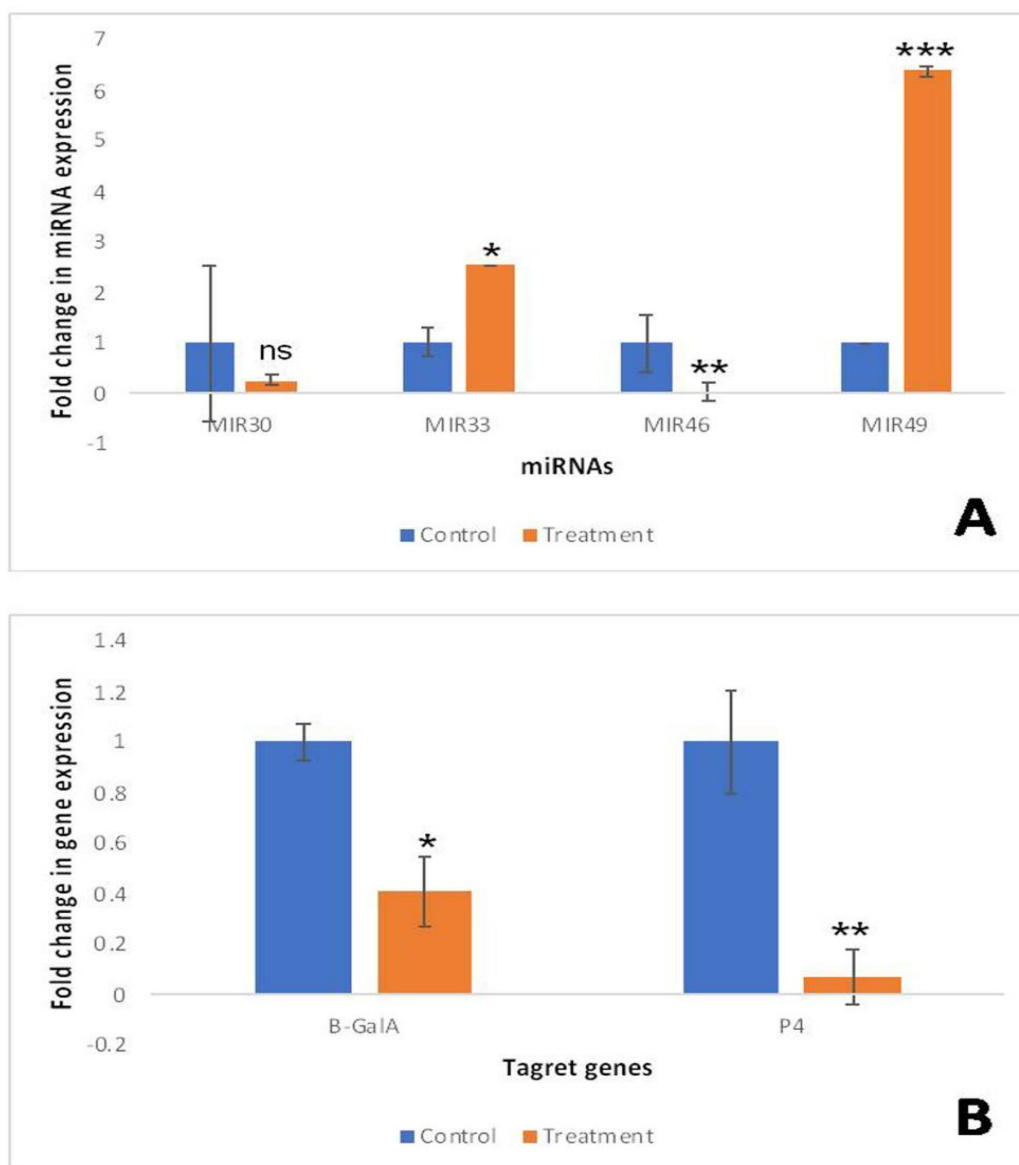 7
6
5
4
3
2
1
0
-1
Fold change in miRNA expression
ns
*
**
***
MIR30 MIR33 MIR46 MIR49
miRNAs
Control Treatment
A
1.4
1.2
1
0.8
0.6
0.4
0.2
0
-0.2
Fold change in gene expression
*
**
B-GalA P4
Tagret genes
Control Treatment
B